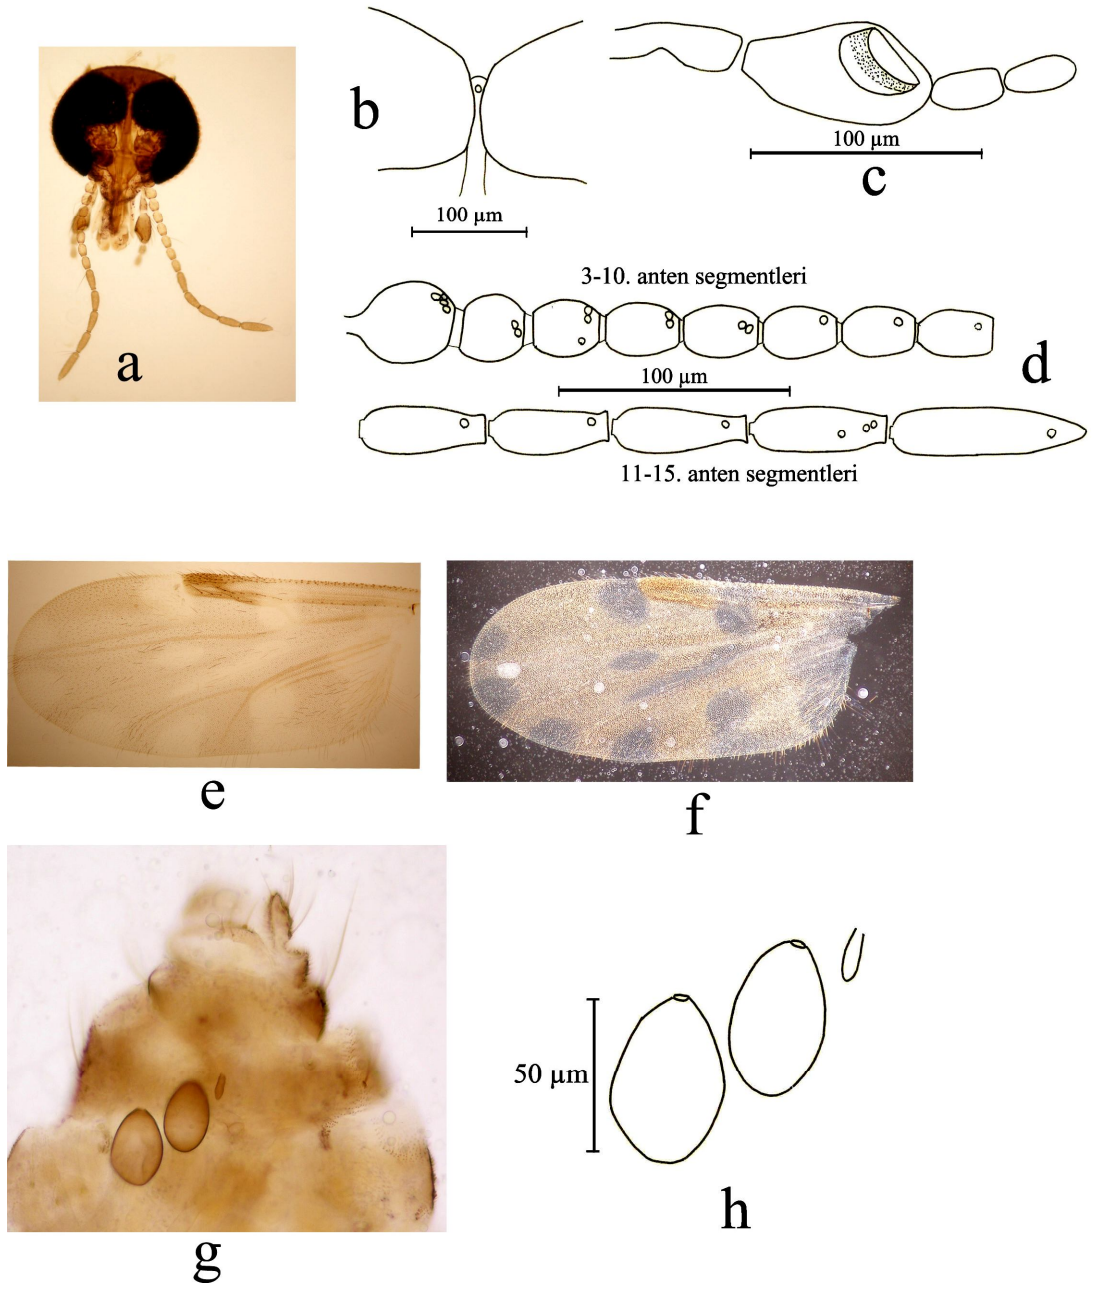 b
100 µm
c
100 µm
a
3-10. anten segmentleri
d
100 µm
11-15. anten segmentleri
e
f
g
50 µm
h